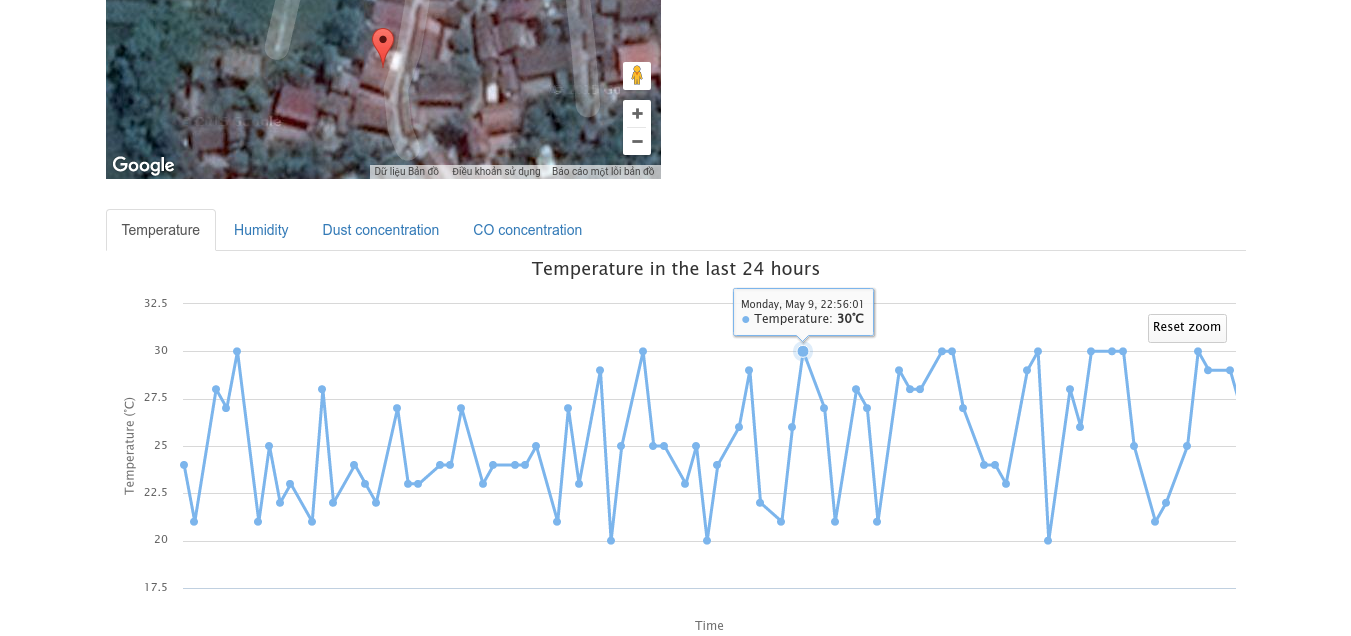 Google
Dữ liệu Bản đồ Điều khoản sử dụng Báo cáo một lỗi bản đồ
Temperature Humidity Dust concentration CO concentration
Temperature in the last 24 hours
Monday, May 9, 22:56:01
Temperature: 30°C
Reset zoom
32.5
30
27.5
25
22.5
20
17.5
Temperature (°C)
Time